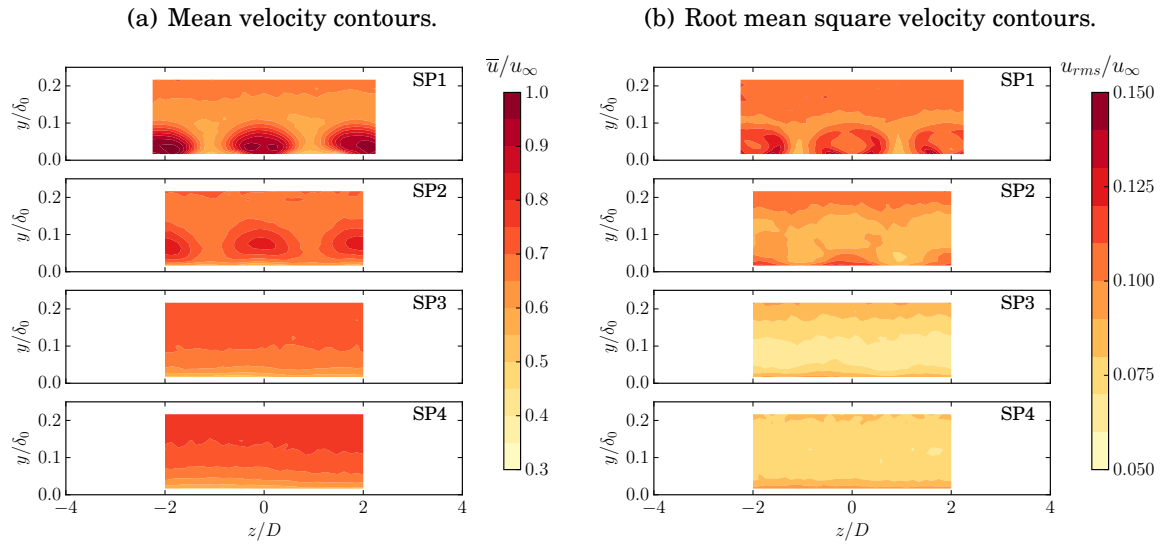 (a) Mean velocity contours.
(b) Root mean square velocity contours.
u̅/u∞
u_rms/u∞
SP1
y/δ₀
0.2
0.1
0.0
SP2
y/δ₀
0.2
0.1
0.0
SP3
y/δ₀
0.2
0.1
0.0
SP4
y/δ₀
0.2
0.1
0.0
−4 −2 0 2 4
z/D
1.0
0.9
0.8
0.7
0.6
0.5
0.4
0.3
SP1
y/δ₀
0.2
0.1
0.0
SP2
y/δ₀
0.2
0.1
0.0
SP3
y/δ₀
0.2
0.1
0.0
SP4
y/δ₀
0.2
0.1
0.0
−4 −2 0 2 4
z/D
0.150
0.125
0.100
0.075
0.050